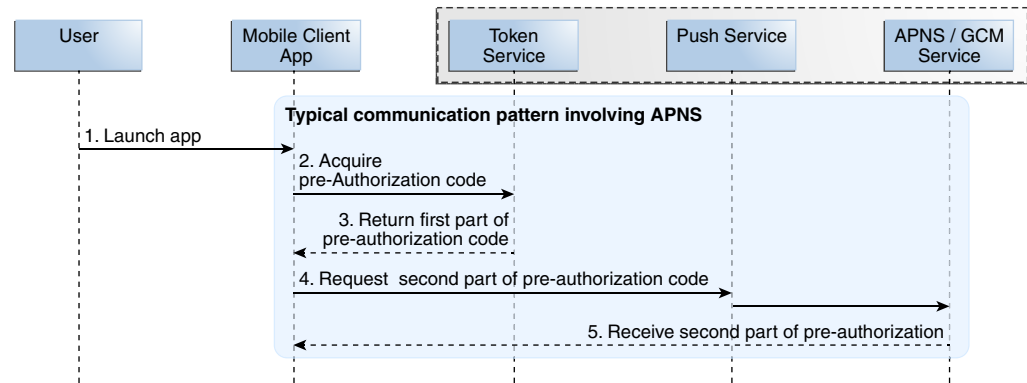 User
Mobile Client
App
Token
Service
Push Service
APNS / GCM
Service
Typical communication pattern involving APNS
1. Launch app
2. Acquire
pre-Authorization code
3. Return first part of
pre-authorization code
4. Request  second part of pre-authorization code
5. Receive second part of pre-authorization